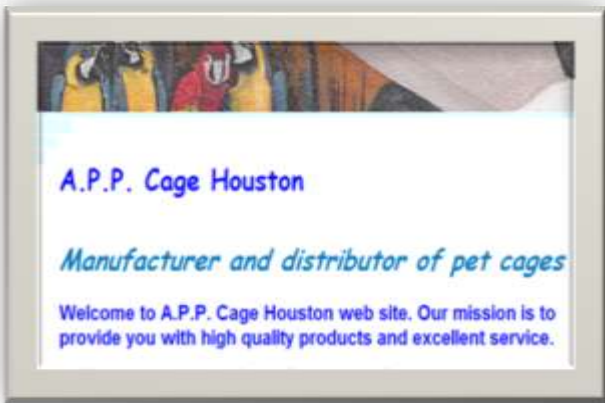 A.P.P. Cage Houston
Manufacturer and distributor of pet cages
Welcome to A.P.P. Cage Houston web site. Our mission is to
provide you with high quality products and excellent service.